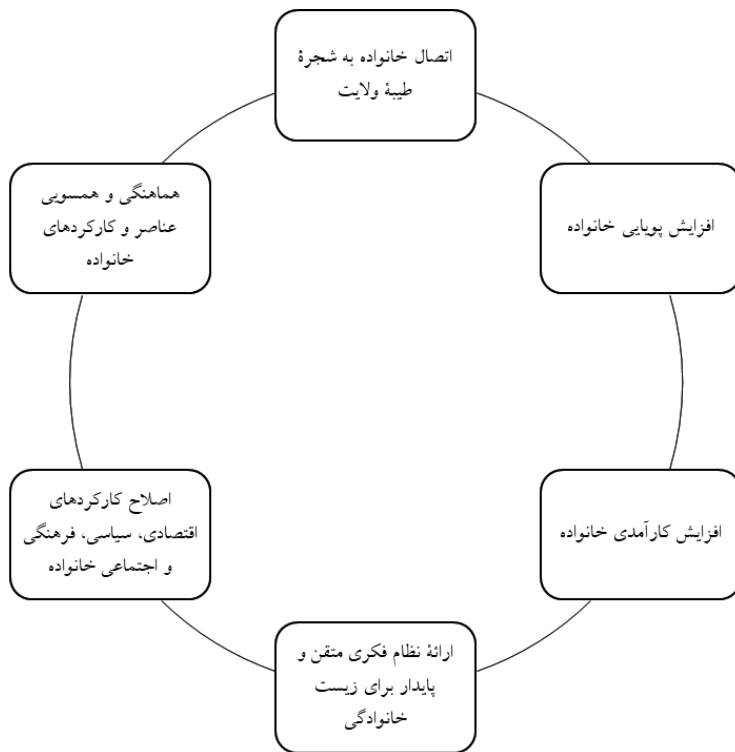 اتصال خانواده به شجرۀ
طیبۀ ولایت
افزایش پویایی خانواده
افزایش کارآمدی خانواده
ارائۀ نظام فکری متقن و
پایدار برای زیست
خانوادگی
اصلاح کارکردهای
اقتصادی، سیاسی، فرهنگی
و اجتماعی خانواده
هماهنگی و همسویی
عناصر و کارکردهای
خانواده